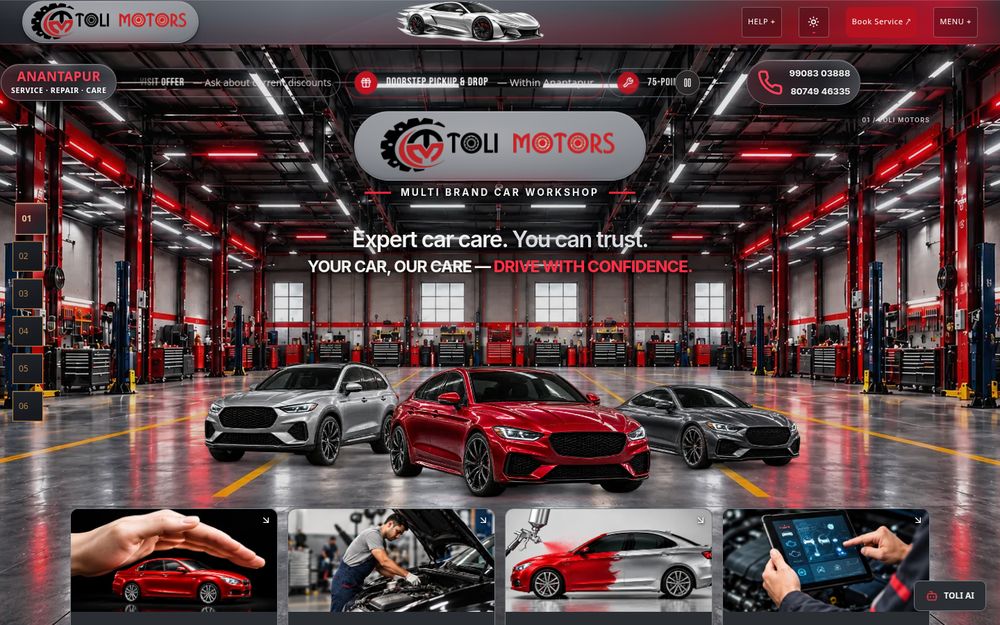 TOLI MOTORS
HELP +
Book Service ↗
MENU +
ANANTAPUR
SERVICE · REPAIR · CARE
VISIT OFFER — Ask about current discounts
DOORSTEP PICKUP & DROP — Within Anantapur
75-POI
99083 03888
80749 46335
01 / TOLI MOTORS
TOLI MOTORS
MULTI BRAND CAR WORKSHOP
Expert car care. You can trust.
YOUR CAR, OUR CARE — DRIVE WITH CONFIDENCE.
01
02
03
04
05
06
TOLI AI